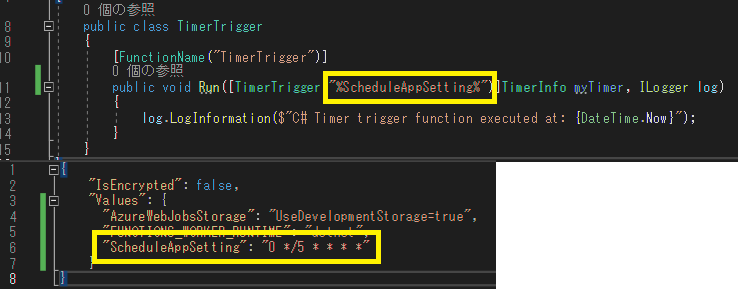 0 個の参照
8 public class TimerTrigger
9 {
10 [FunctionName("TimerTrigger")]
0 個の参照
11 public void Run([TimerTrigger "%ScheduleAppSetting%")]TimerInfo myTimer, ILogger log)
12 {
13 log.LogInformation($"C# Timer trigger function executed at: {DateTime.Now}");
14 }
15 }
1 {
2 "IsEncrypted": false,
3 "Values": {
4 "AzureWebJobsStorage": "UseDevelopmentStorage=true",
5 "FUNCTIONS_WORKER_RUNTIME": "dotnet",
6 "ScheduleAppSetting": "0 */5 * * * *"
7 }
8 }